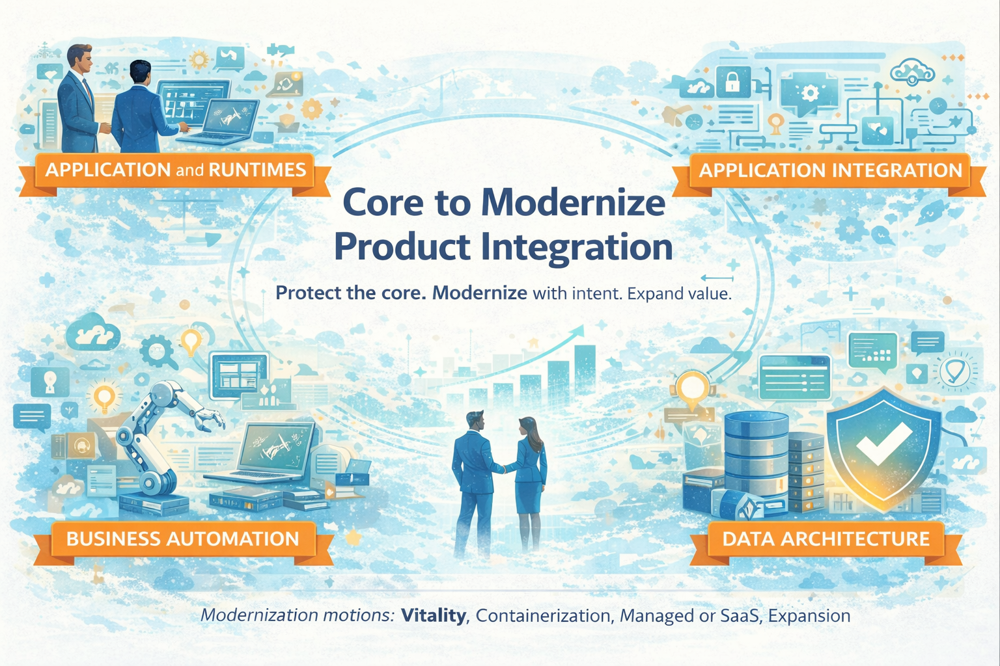 APPLICATION and RUNTIMES
APPLICATION INTEGRATION
Core to Modernize
Product Integration
Protect the core. Modernize with intent. Expand value.
BUSINESS AUTOMATION
DATA ARCHITECTURE
Modernization motions: Vitality, Containerization, Managed or SaaS, Expansion